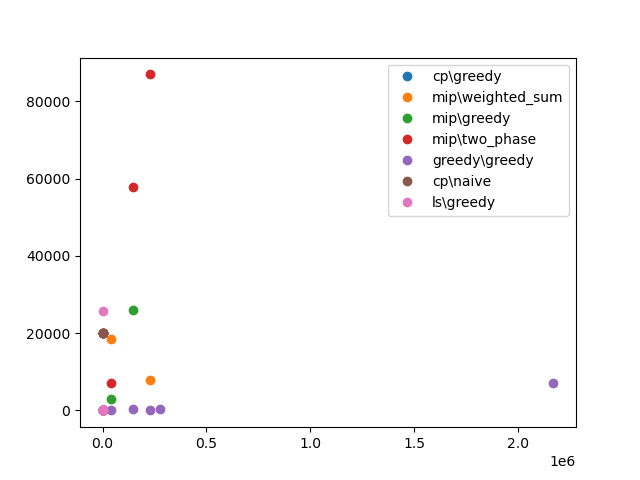 cp\greedy
mip\weighted_sum
mip\greedy
mip\two_phase
greedy\greedy
cp\naive
ls\greedy
80000
60000
40000
20000
0
0.0 0.5 1.0 1.5 2.0
1e6